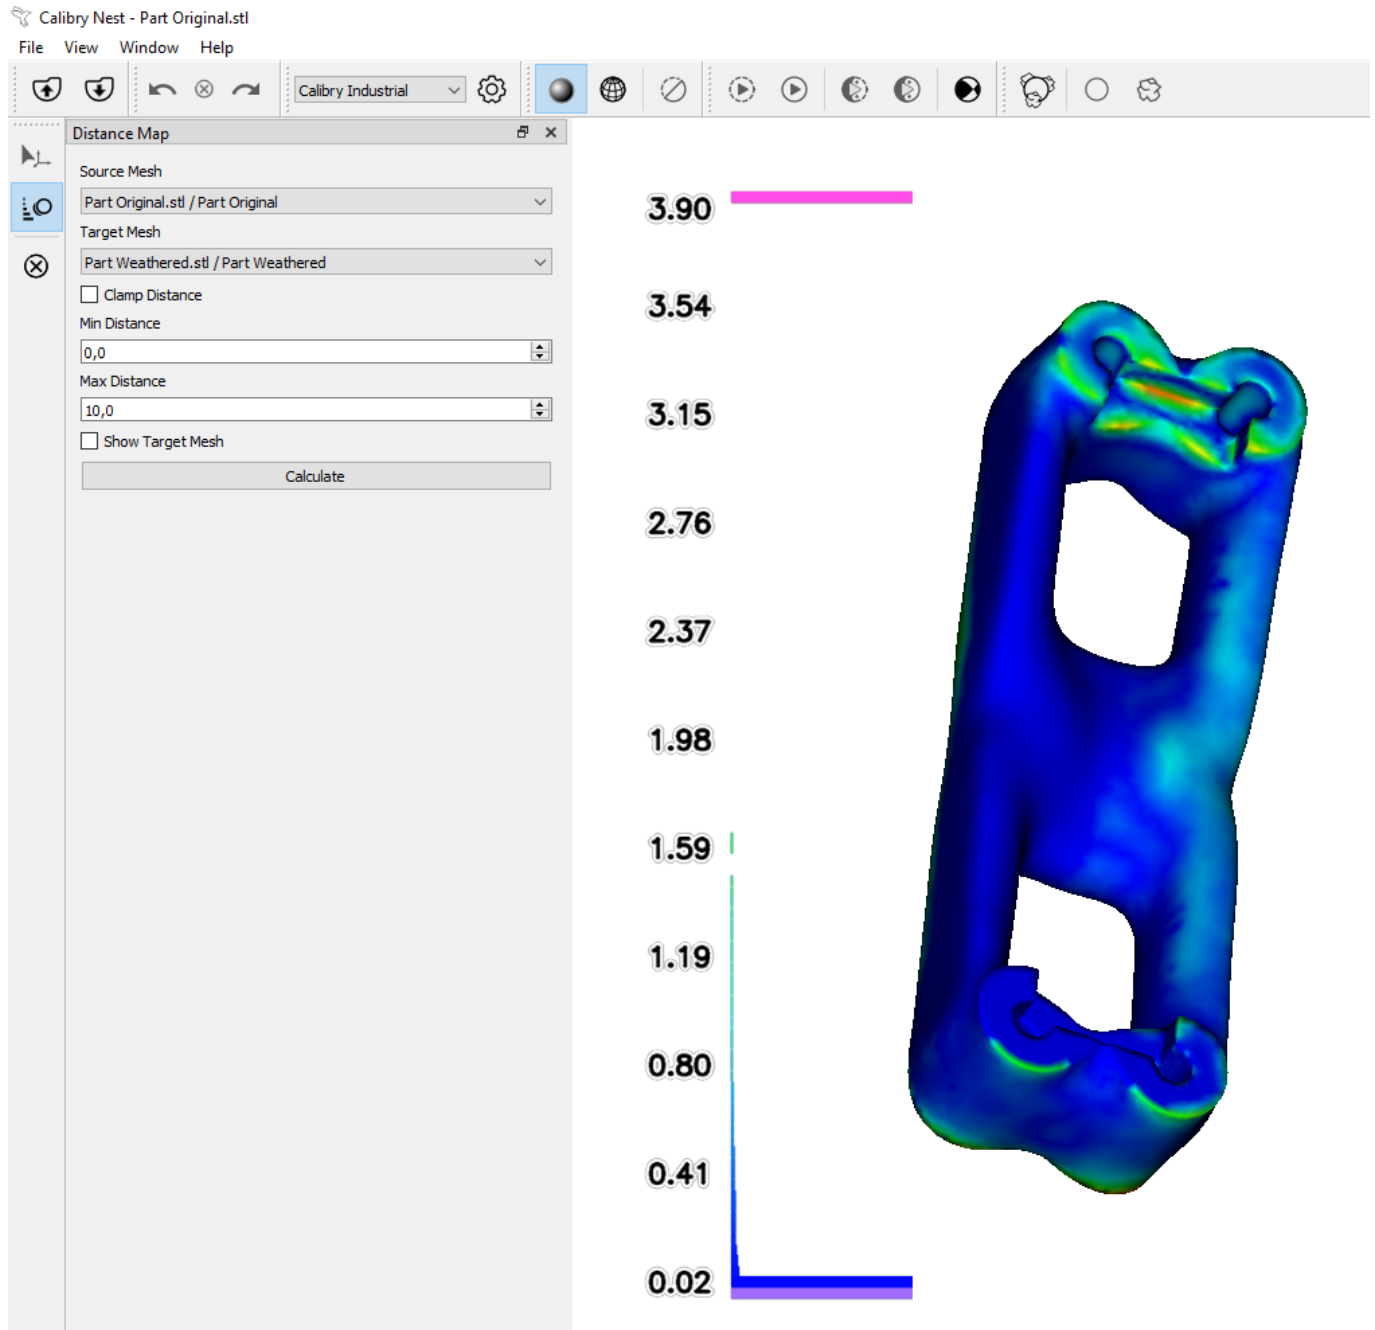 Calibry Nest - Part Original.stl
File View Window Help
Calibry Industrial
Distance Map
Source Mesh
Part Original.stl / Part Original
Target Mesh
Part Weathered.stl / Part Weathered
Clamp Distance
Min Distance
0,0
Max Distance
10,0
Show Target Mesh
Calculate
3.90
3.54
3.15
2.76
2.37
1.98
1.59
1.19
0.80
0.41
0.02